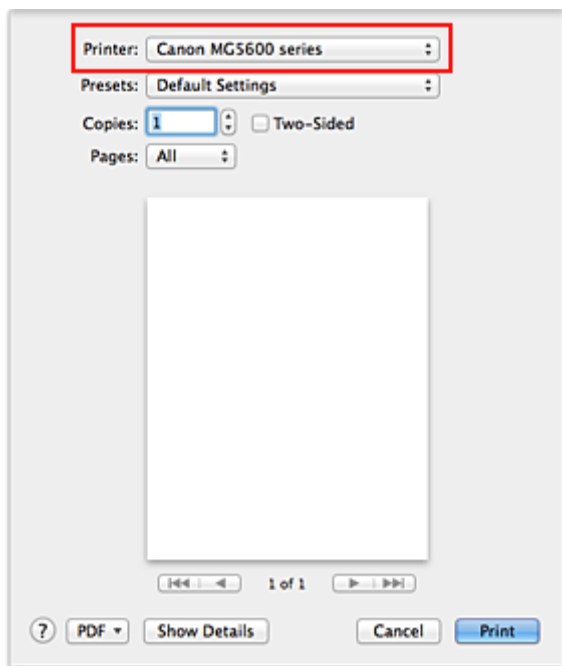 Printer: Canon MG5600 series
Presets: Default Settings
Copies: 1 Two-Sided
Pages: All
1 of 1
? PDF Show Details Cancel Print